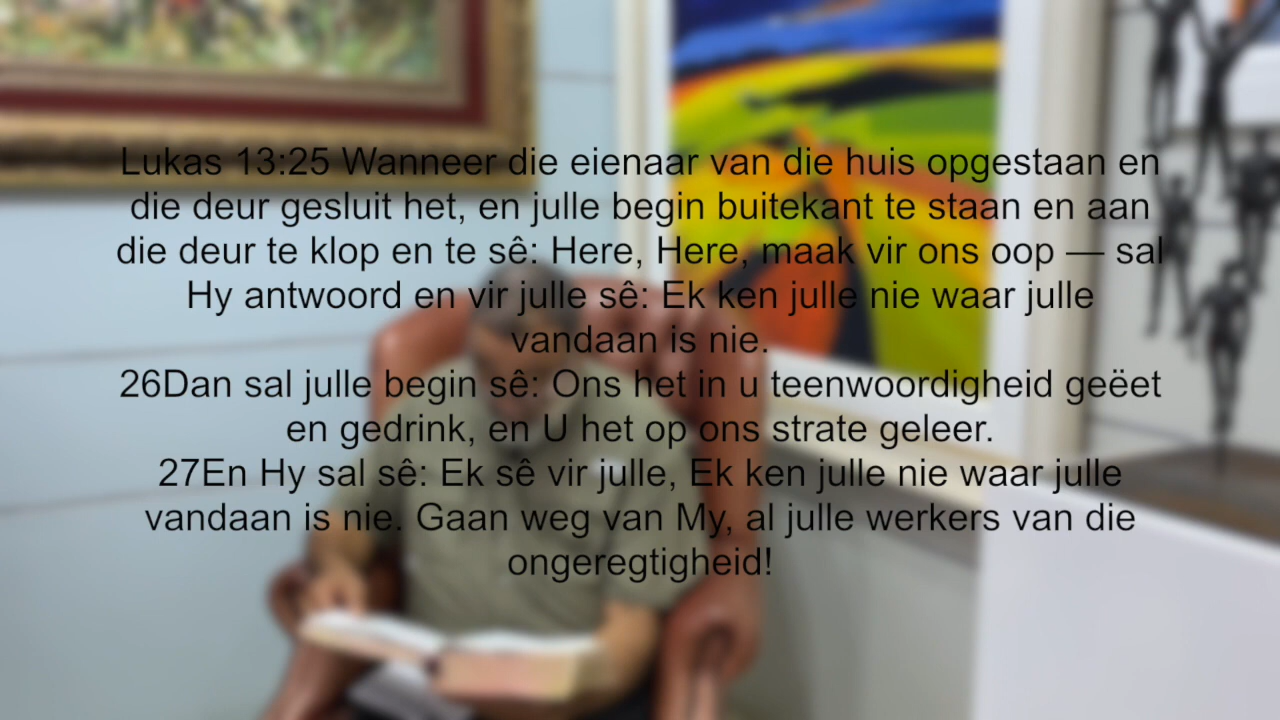 Lukas 13:25 Wanneer die eienaar van die huis opgestaan en
die deur gesluit het, en julle begin buitekant te staan en aan
die deur te klop en te sê: Here, Here, maak vir ons oop — sal
Hy antwoord en vir julle sê: Ek ken julle nie waar julle
vandaan is nie.
26Dan sal julle begin sê: Ons het in u teenwoordigheid geëet
en gedrink, en U het op ons strate geleer.
27En Hy sal sê: Ek sê vir julle, Ek ken julle nie waar julle
vandaan is nie. Gaan weg van My, al julle werkers van die
ongeregtigheid!